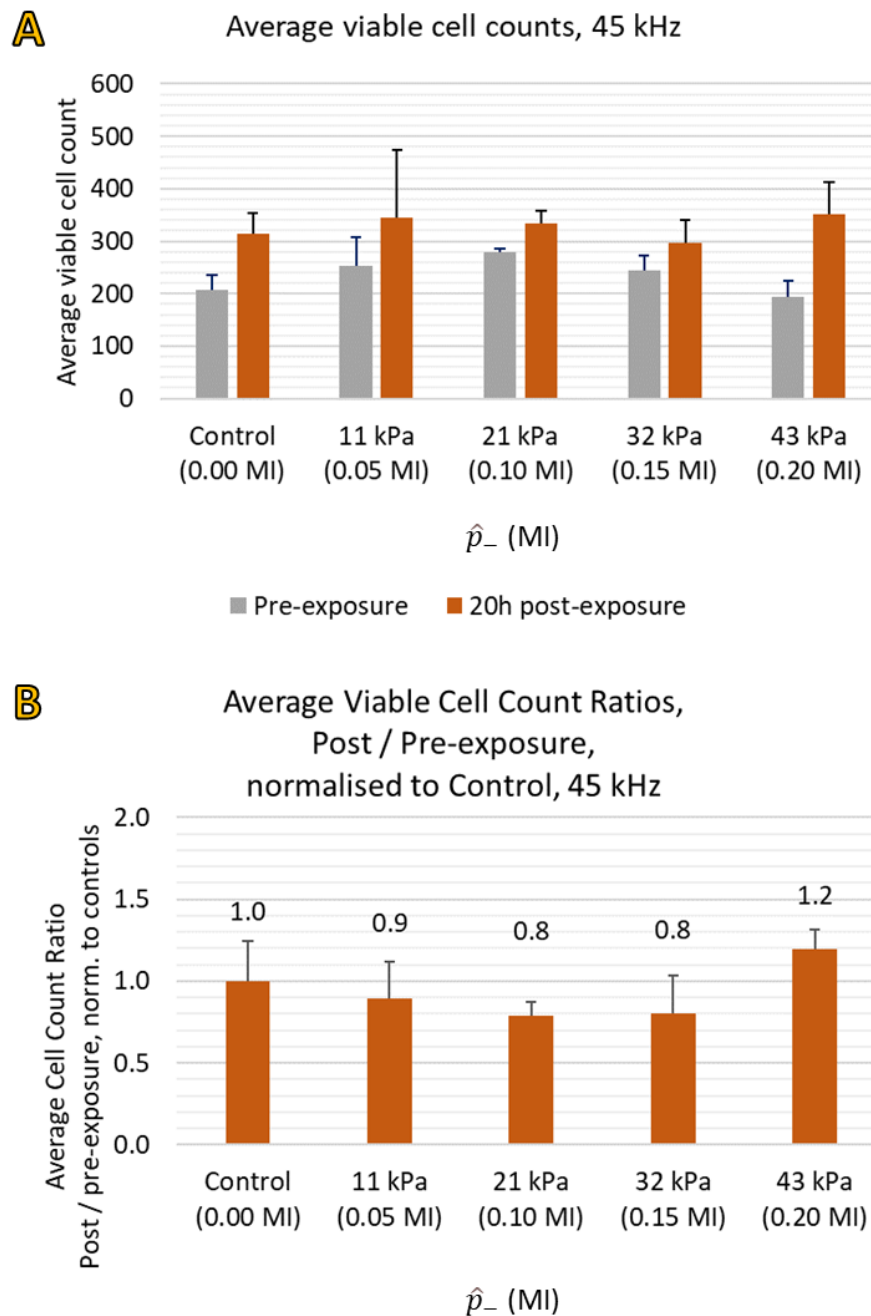 A
Average viable cell counts, 45 kHz
Average viable cell count
600
500
400
300
200
100
0
Control 11 kPa 21 kPa 32 kPa 43 kPa
(0.00 MI) (0.05 MI) (0.10 MI) (0.15 MI) (0.20 MI)
p̂₋ (MI)
Pre-exposure 20h post-exposure
B
Average Viable Cell Count Ratios,
Post / Pre-exposure,
normalised to Control, 45 kHz
Average Cell Count Ratio
Post / pre-exposure, norm. to controls
2.0
1.5
1.0
0.5
0.0
1.0 0.9 0.8 0.8 1.2
Control 11 kPa 21 kPa 32 kPa 43 kPa
(0.00 MI) (0.05 MI) (0.10 MI) (0.15 MI) (0.20 MI)
p̂₋ (MI)